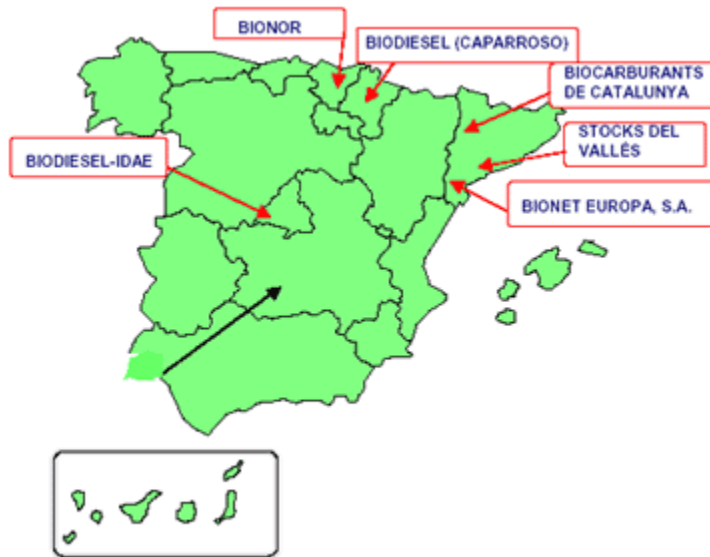 BIONOR
BIODIESEL (CAPARROSO)
BIOCARBURANTS
DE CATALUNYA
STOCKS DEL
VALLÉS
BIODIESEL-IDAE
BIONET EUROPA, S.A.